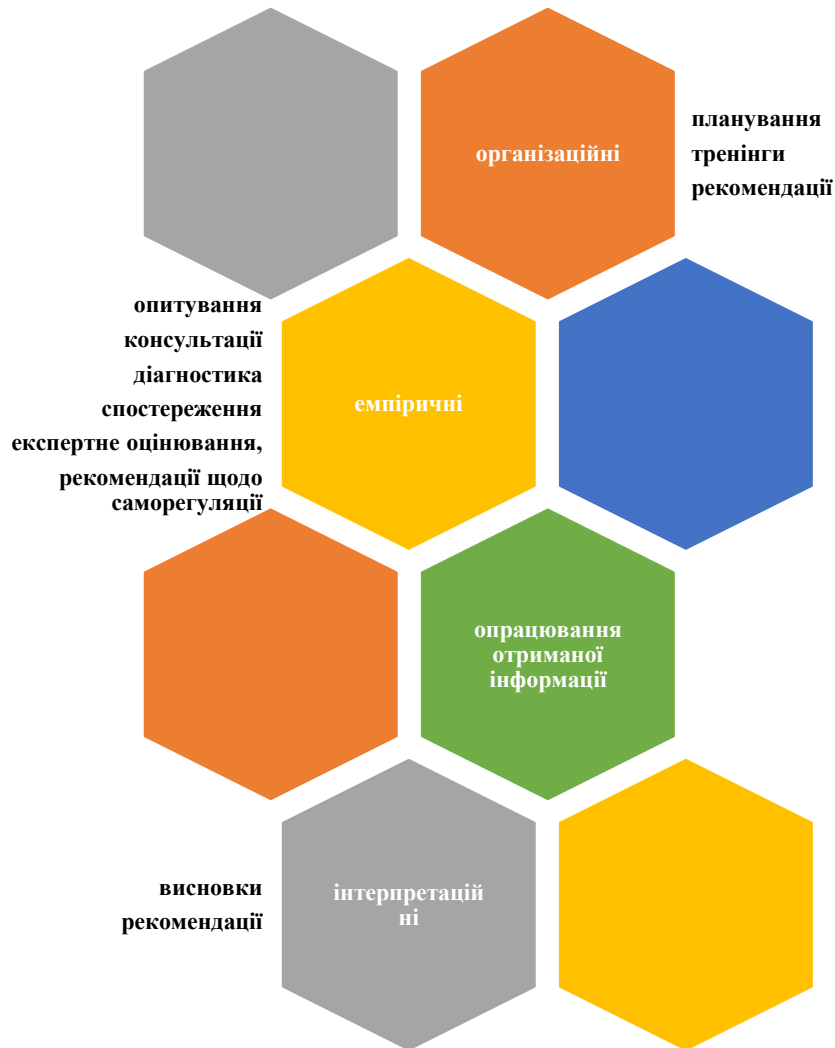 організаційні
планування
тренінги
рекомендації
опитування
консультації
діагностика
спостереження
експертне оцінювання,
рекомендації щодо
саморегуляції
емпіричні
опрацювання
отриманої
інформації
висновки
рекомендації
інтерпретацій
ні